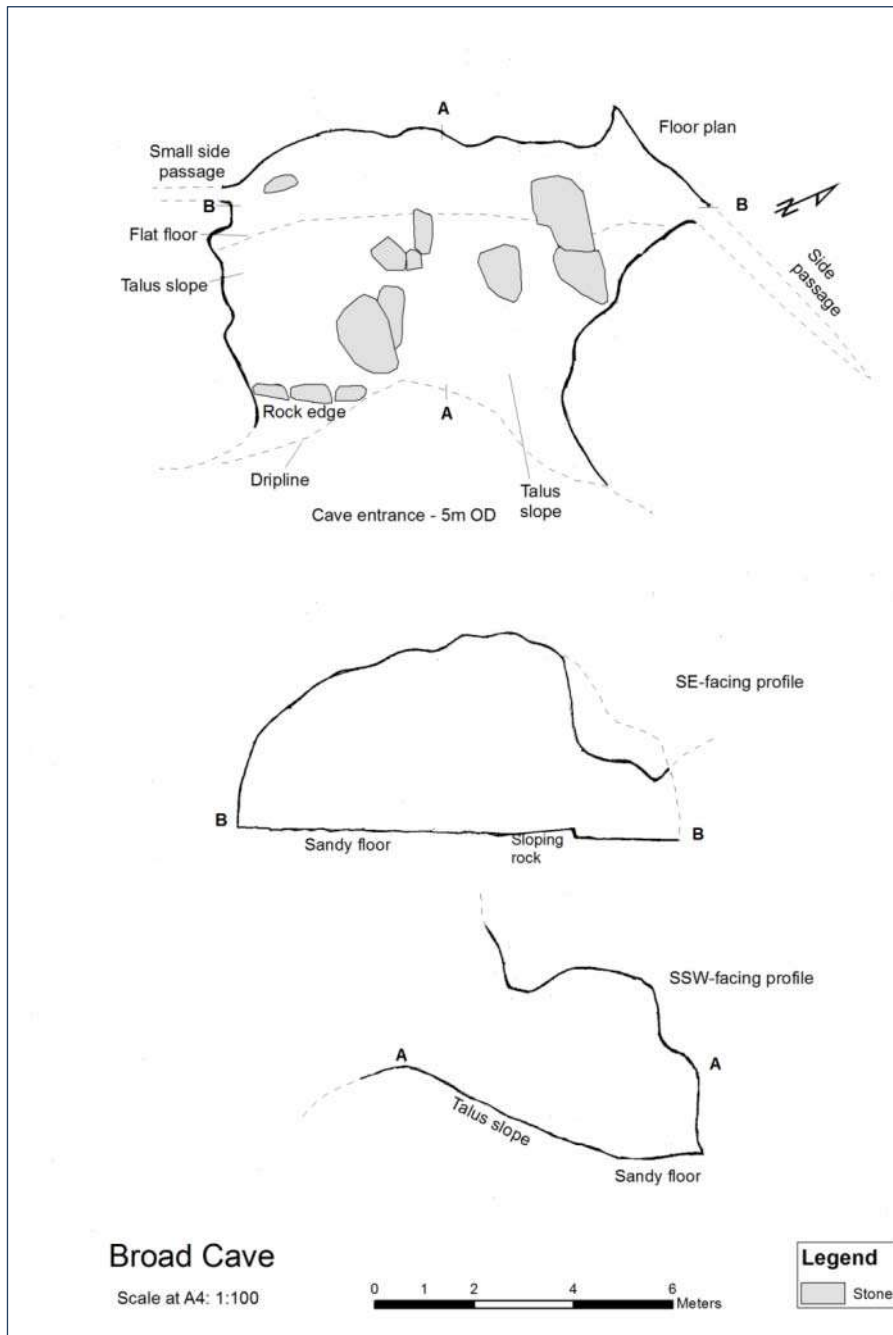 A
Floor plan
Small side
passage
B
B
N
Flat floor
Talus slope
Side
passage
Rock edge
A
Dripline
Talus
slope
Cave entrance - 5m OD
SE-facing profile
B
B
Sandy floor
Sloping
rock
SSW-facing profile
A
A
Talus slope
Sandy floor
Broad Cave
Scale at A4: 1:100
0 1 2 4 6
Meters
Legend
Stone